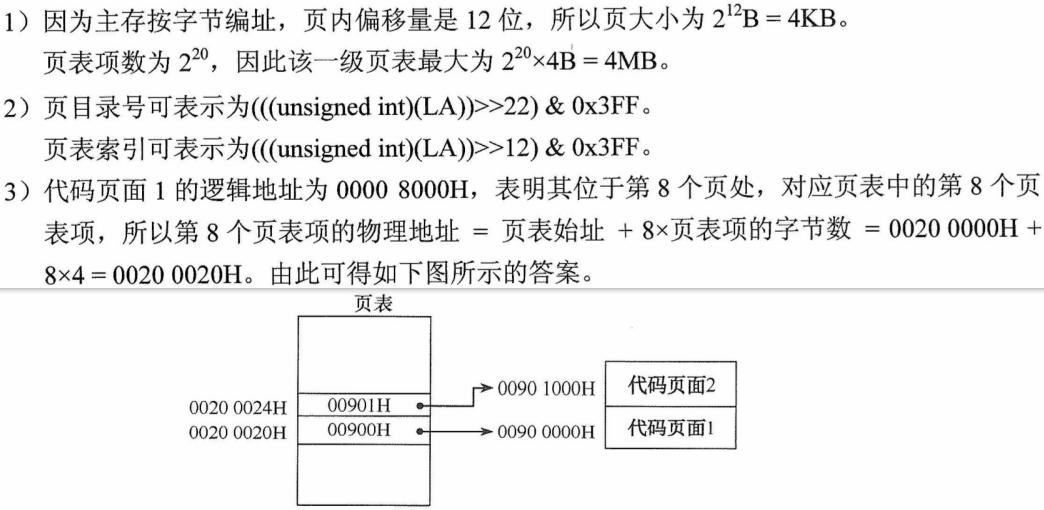 1）因为主存按字节编址，页内偏移量是 12 位，所以页大小为 2¹²B = 4KB。
页表项数为 2²⁰，因此该一级页表最大为 2²⁰×4B = 4MB。
2）页目录号可表示为(((unsigned int)(LA))>>22) & 0x3FF。
页表索引可表示为(((unsigned int)(LA))>>12) & 0x3FF。
3）代码页面 1 的逻辑地址为 0000 8000H，表明其位于第 8 个页处，对应页表中的第 8 个页
表项，所以第 8 个页表项的物理地址 = 页表始址 + 8×页表项的字节数 = 0020 0000H +
8×4 = 0020 0020H。由此可得如下图所示的答案。
页表
0020 0024H 00901H 0090 1000H 代码页面2
0020 0020H 00900H 0090 0000H 代码页面1